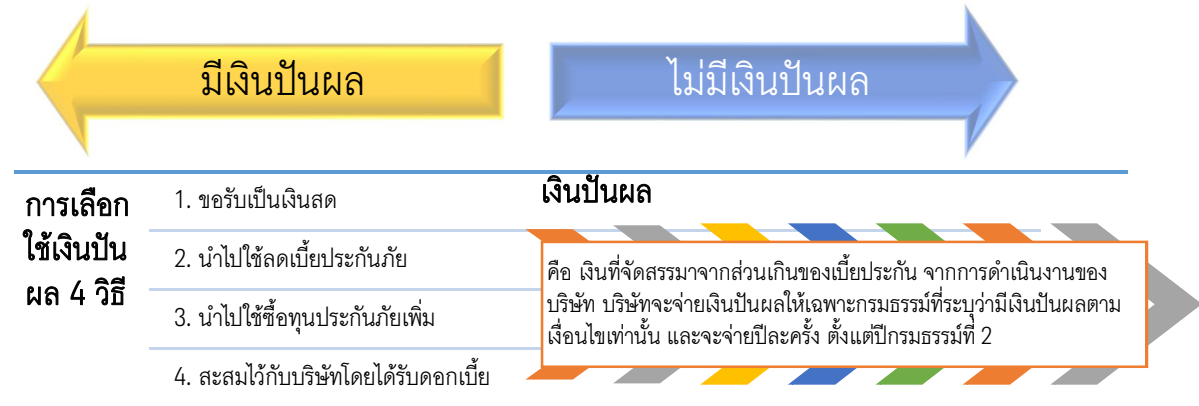 มีเงินปันผล
ไม่มีเงินปันผล
การเลือก
ใช้เงินปัน
ผล 4 วิธี
1. ขอรับเป็นเงินสด
2. นำไปใช้ลดเบี้ยประกันภัย
3. นำไปใช้ซื้อทุนประกันภัยเพิ่ม
4. สะสมไว้กับบริษัทโดยได้รับดอกเบี้ย
เงินปันผล
คือ เงินที่จัดสรรมาจากส่วนเกินของเบี้ยประกัน จากการดำเนินงานของ
บริษัท บริษัทจะจ่ายเงินปันผลให้เฉพาะกรมธรรม์ที่ระบุว่ามีเงินปันผลตาม
เงื่อนไขเท่านั้น และจะจ่ายปีละครั้ง ตั้งแต่ปีกรมธรรม์ที่ 2